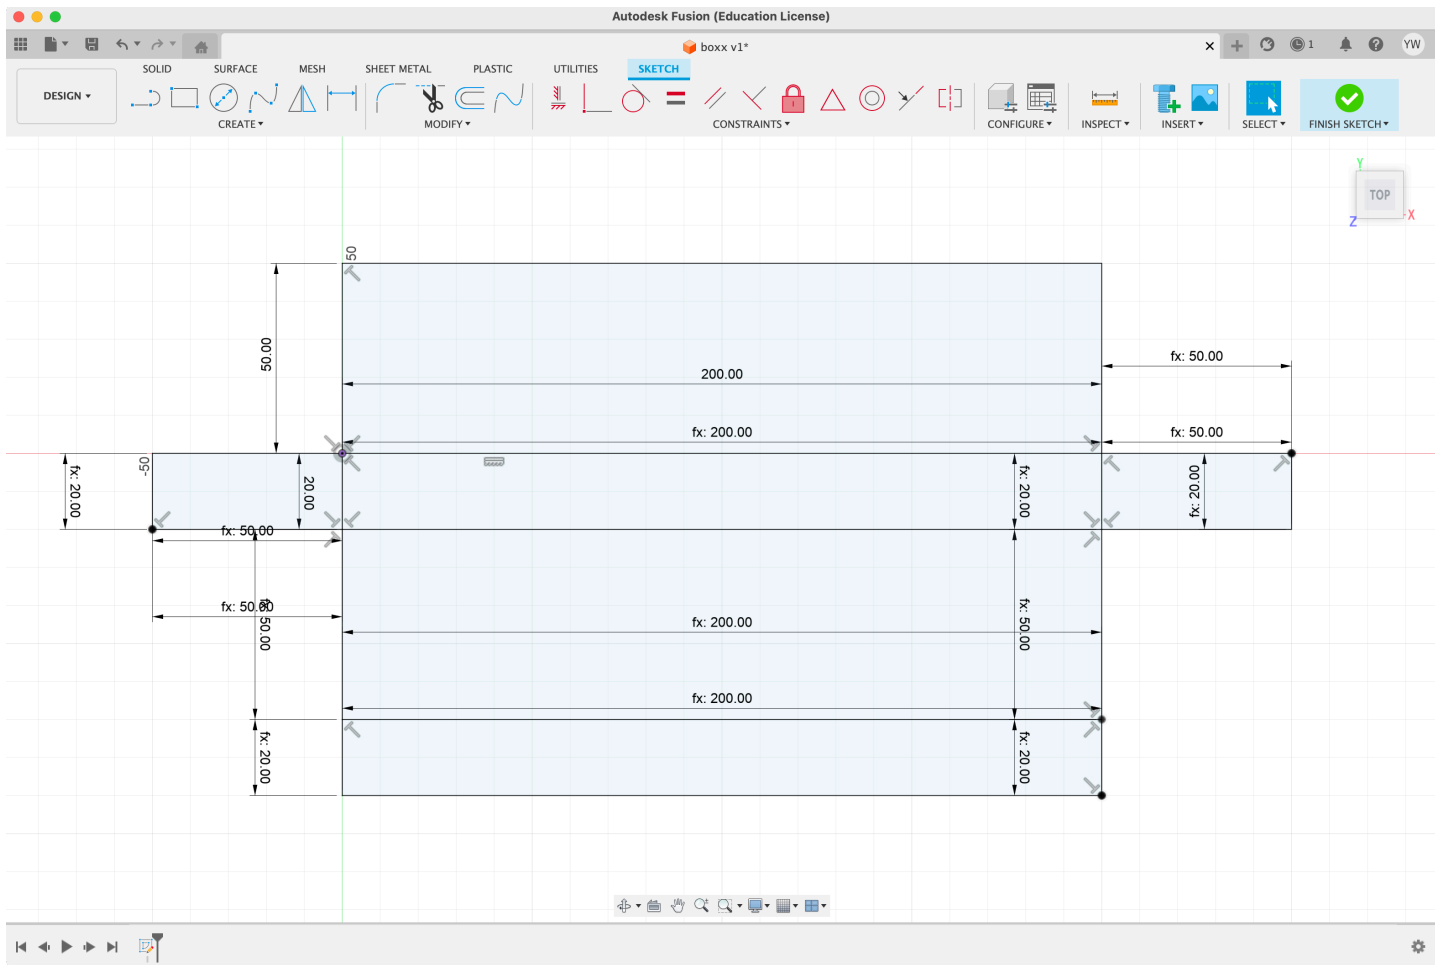 Autodesk Fusion (Education License)
boxx v1*
1
YW
SOLID SURFACE MESH SHEET METAL PLASTIC UTILITIES SKETCH
DESIGN
CREATE MODIFY CONSTRAINTS CONFIGURE INSPECT INSERT SELECT FINISH SKETCH
Y
TOP
X
Z
50
50.00
fx: 50.00
200.00
fx: 200.00
fx: 50.00
-50
fx: 20.00
20.00
fx: 20.00
fx: 20.00
fx: 50.00
fx: 50.00
fx: 50.00
fx: 200.00
fx: 50.00
fx: 200.00
fx: 20.00
fx: 20.00